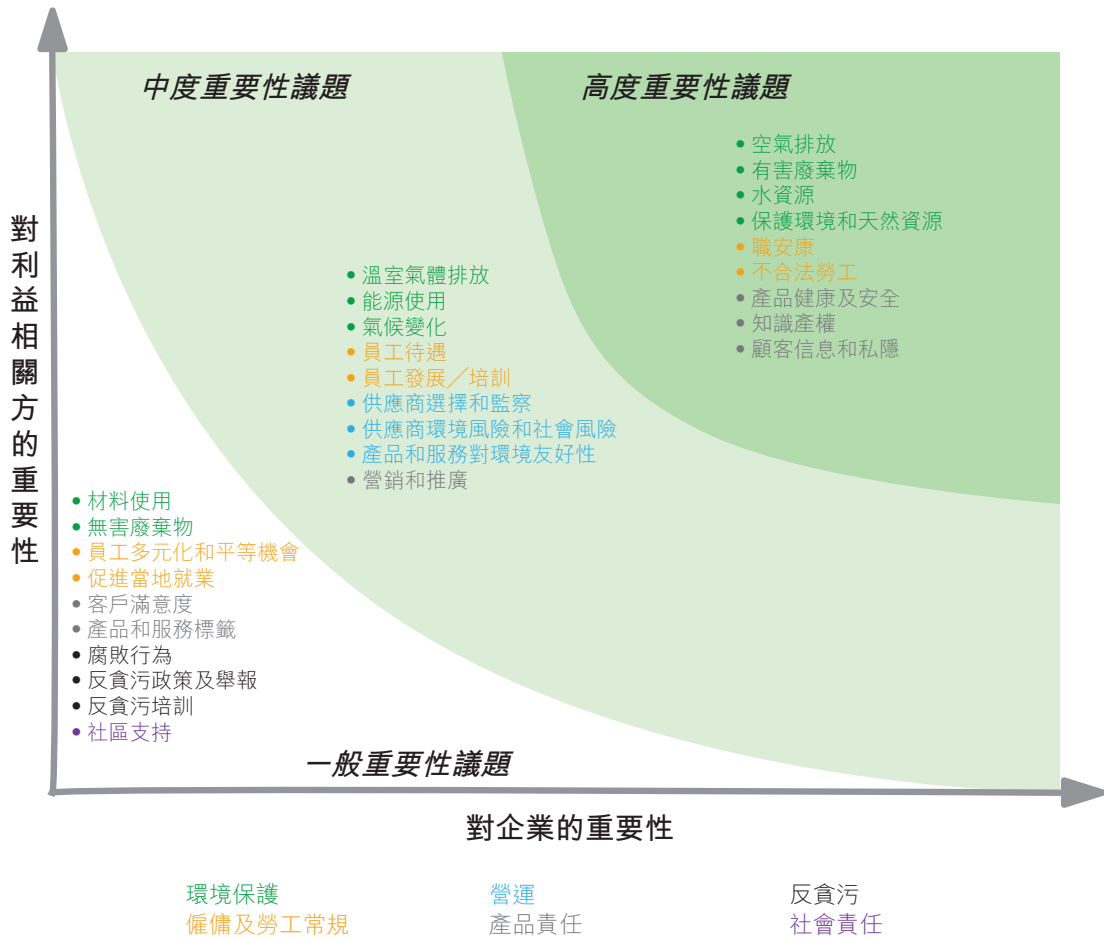 中度重要性議題
高度重要性議題
• 空氣排放
• 有害廢棄物
• 水資源
• 保護環境和天然資源
• 職安康
• 不合法勞工
• 產品健康及安全
• 知識產權
• 顧客信息和私隱
對利益相關方的重要性
• 溫室氣體排放
• 能源使用
• 氣候變化
• 員工待遇
• 員工發展／培訓
• 供應商選擇和監察
• 供應商環境風險和社會風險
• 產品和服務對環境友好性
• 營銷和推廣
• 材料使用
• 無害廢棄物
• 員工多元化和平等機會
• 促進當地就業
• 客戶滿意度
• 產品和服務標籤
• 腐敗行為
• 反貪污政策及舉報
• 反貪污培訓
• 社區支持
一般重要性議題
對企業的重要性
環境保護
營運
反貪污
僱傭及勞工常規
產品責任
社會責任